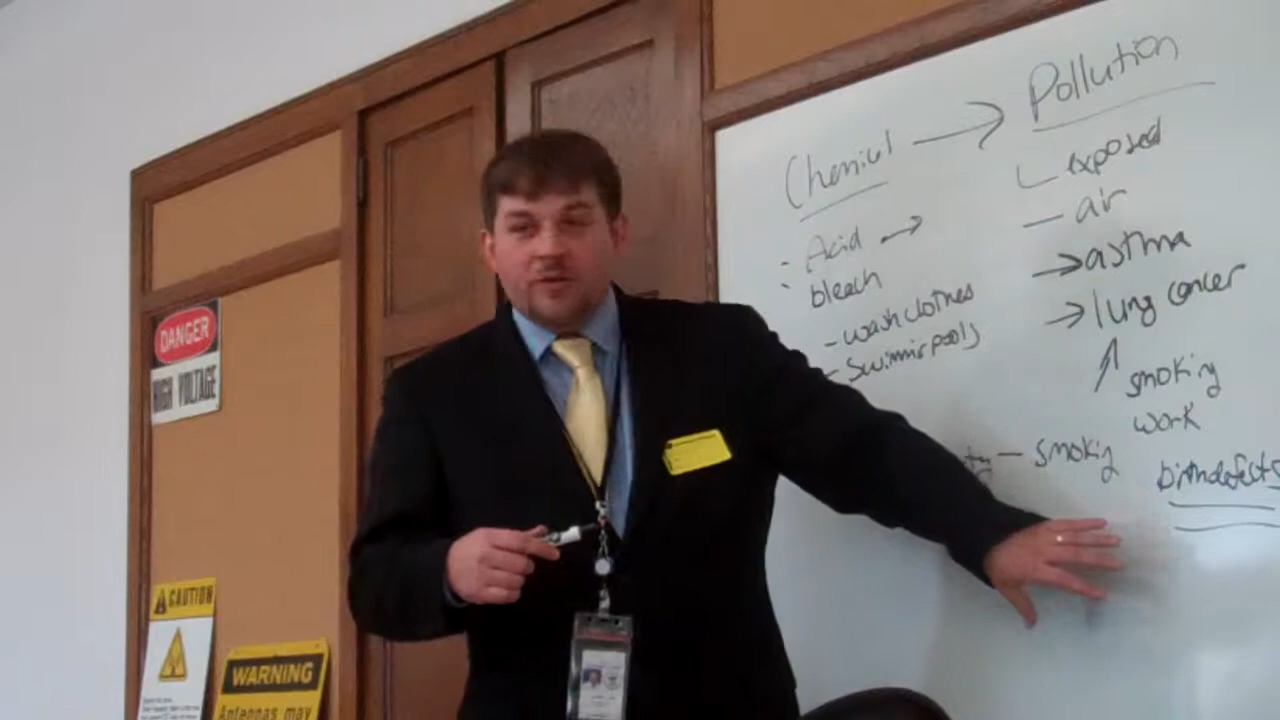 Pollution
Chemical →
exposed
- air
- Acid →
→ asthma
- bleach
→ lung cancer
- wash clothes
- Swimmin pools
smoking
work
— smoking
birth defects
DANGER
HIGH VOLTAGE
CAUTION
WARNING
Antennas may